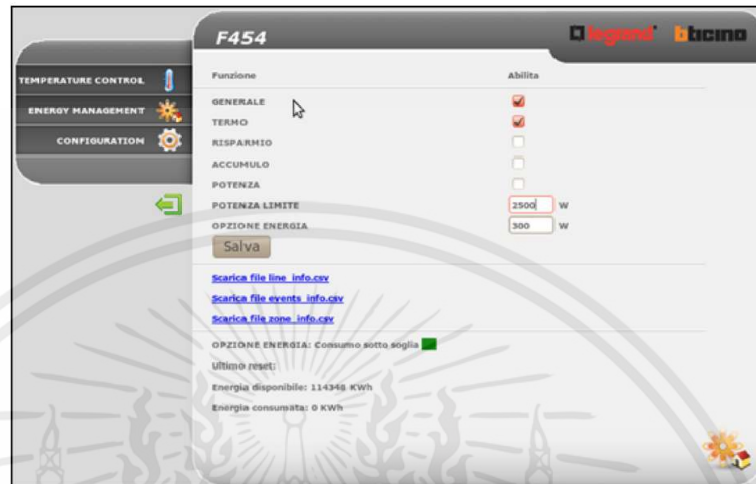 F454
legrand bticino
TEMPERATURE CONTROL
ENERGY MANAGEMENT
CONFIGURATION
Funzione Abilita
GENERALE
TERMO
RISPARMIO
ACCUMULO
POTENZA
POTENZA LIMITE 2500 W
OPZIONE ENERGIA 300 W
Salva
Scarica file line_info.csv
Scarica file events_info.csv
Scarica file zone_info.csv
OPZIONE ENERGIA: Consumo sotto soglia
Ultimo reset:
Energia disponibile: 114348 KWh
Energia consumata: 0 KWh